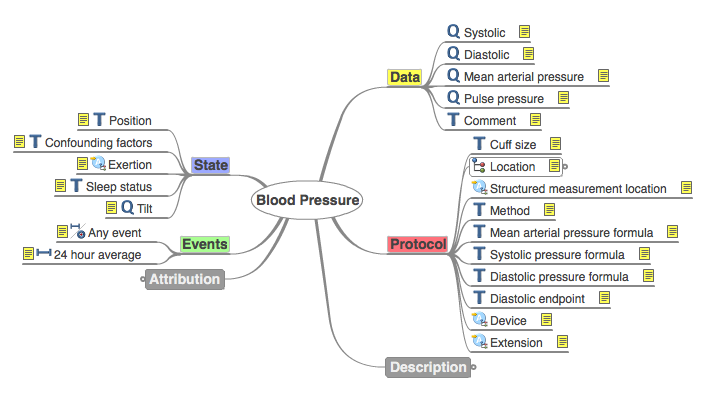 Blood Pressure
Data
Q Systolic
Q Diastolic
Q Mean arterial pressure
Q Pulse pressure
T Comment
Protocol
T Cuff size
Location
Structured measurement location
T Method
T Mean arterial pressure formula
T Systolic pressure formula
T Diastolic pressure formula
T Diastolic endpoint
Device
Extension
Description
State
T Position
T Confounding factors
Exertion
T Sleep status
Q Tilt
Events
Any event
24 hour average
Attribution